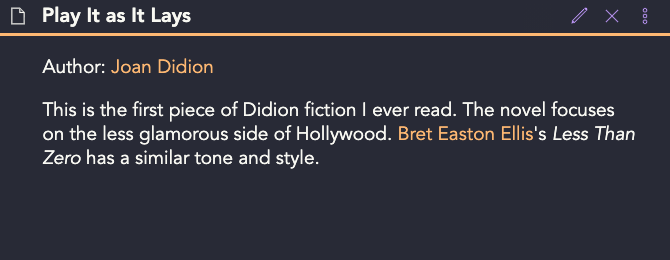 Play It as It Lays
Author: Joan Didion
This is the first piece of Didion fiction I ever read. The novel focuses
on the less glamorous side of Hollywood. Bret Easton Ellis's Less Than
Zero has a similar tone and style.